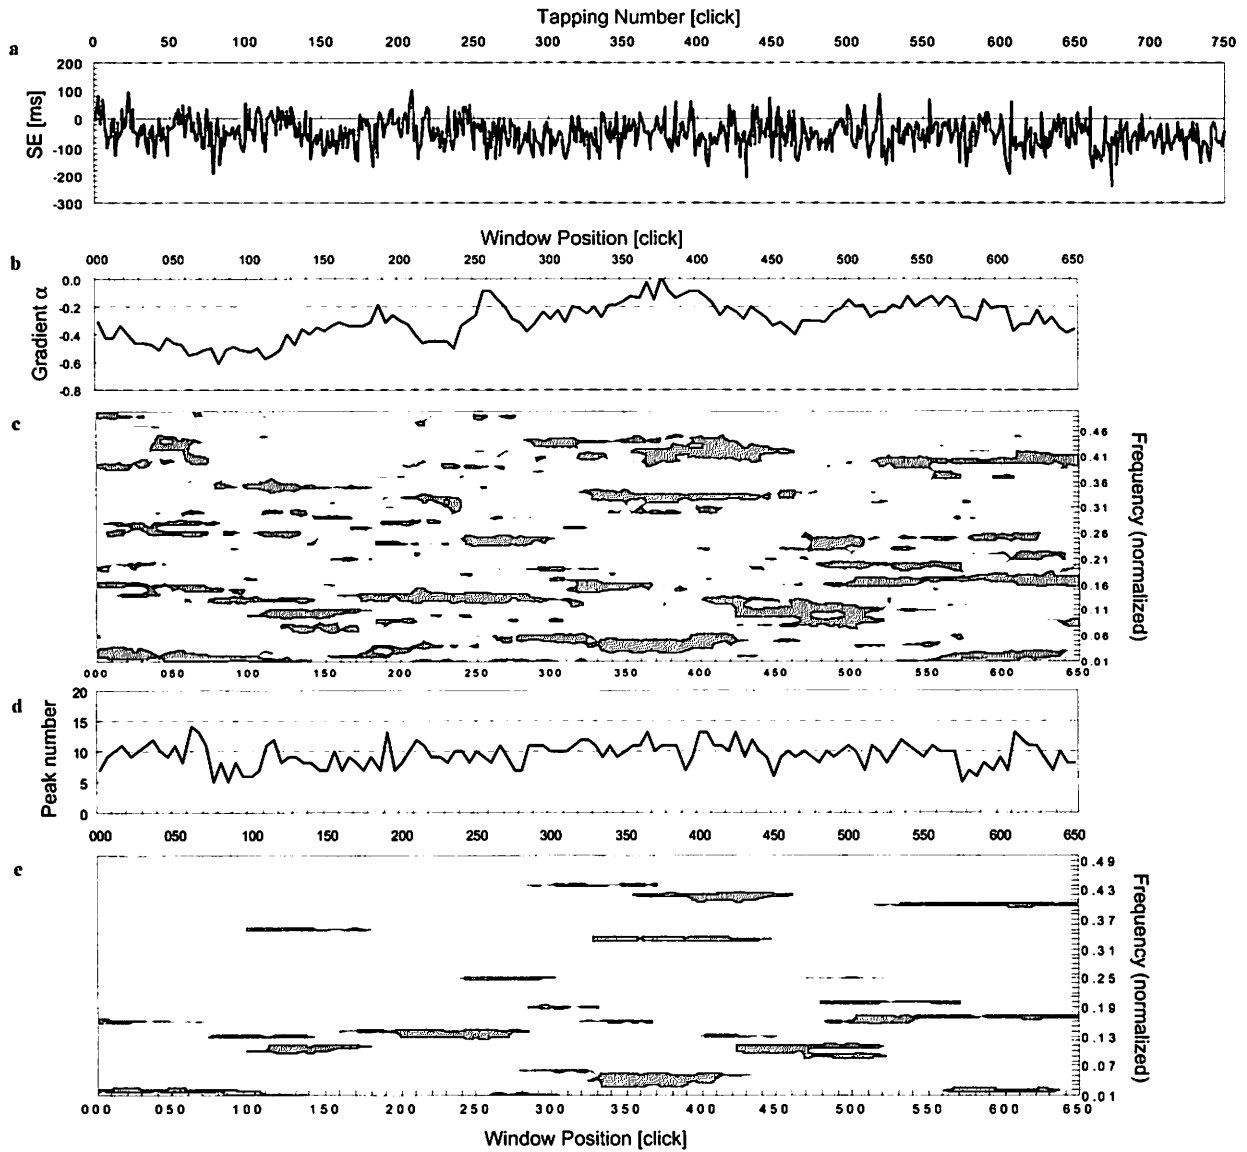 Tapping Number [click]
a
0 50 100 150 200 250 300 350 400 450 500 550 600 650 700 750
200
100
0
-100
-200
-300
SE [ms]
Window Position [click]
b
000 050 100 150 200 250 300 350 400 450 500 550 600 650
0.0
-0.2
-0.4
-0.6
-0.8
Gradient α
c
0.46
0.41
0.36
0.31
0.26
0.21
0.16
0.11
0.06
0.01
Frequency (normalized)
000 050 100 150 200 250 300 350 400 450 500 550 600 650
d
20
15
10
5
0
Peak number
000 050 100 150 200 250 300 350 400 450 500 550 600 650
e
0.49
0.43
0.37
0.31
0.25
0.19
0.13
0.07
0.01
Frequency (normalized)
000 050 100 150 200 250 300 350 400 450 500 550 600 650
Window Position [click]